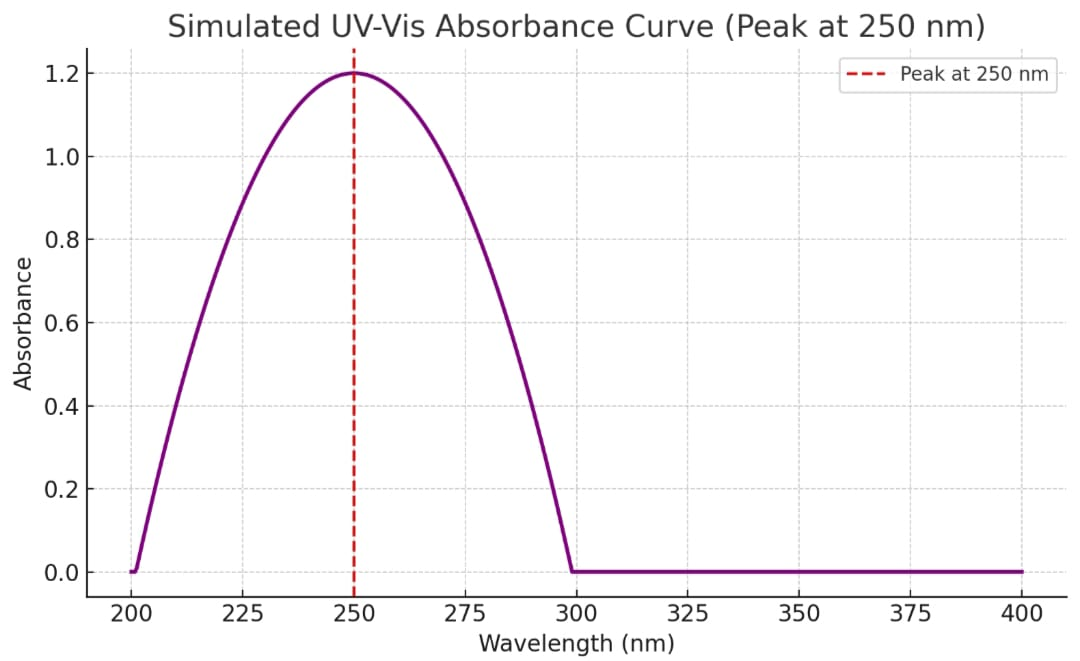 Simulated UV-Vis Absorbance Curve (Peak at 250 nm)
Peak at 250 nm
1.2
1.0
0.8
0.6
0.4
0.2
0.0
Absorbance
200 225 250 275 300 325 350 375 400
Wavelength (nm)